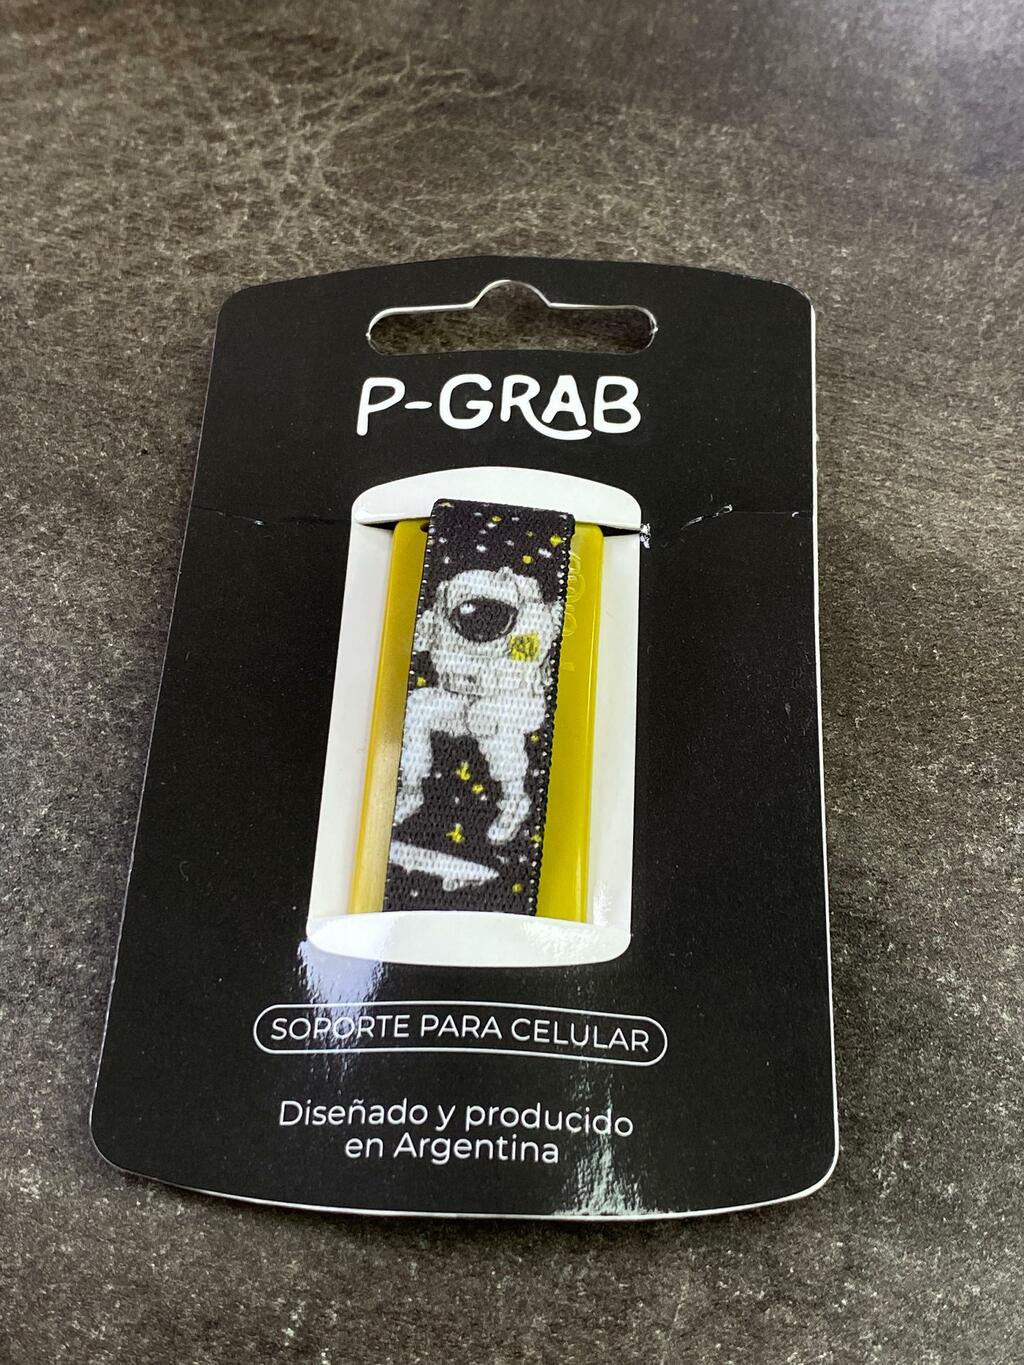 P-GRAB
SOPORTE PARA CELULAR
Diseñado y producido
en Argentina